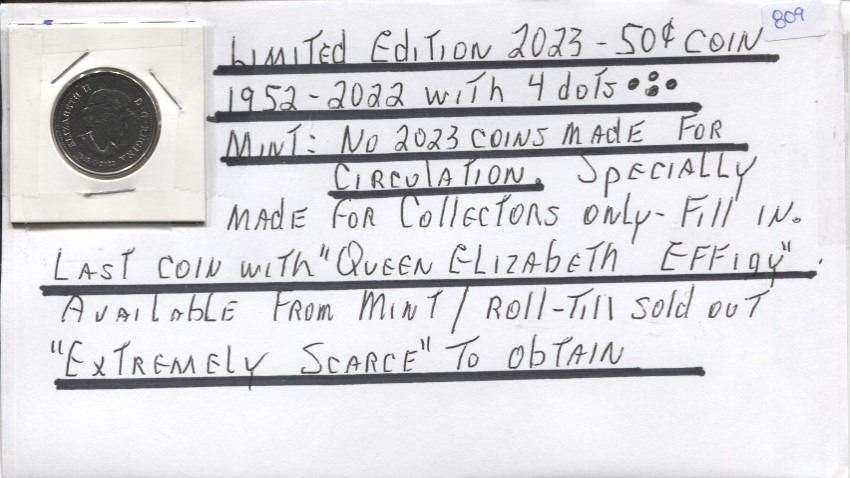 809
LIMITED EDITION 2023 - 50¢ COIN
1952 - 2022 WITH 4 dOTS
MINT: NO 2023 COINS MADE FOR
CIRCULATION. SPECIALLY
MADE FOR COLLECTORS ONLY - FILL IN.
LAST COIN WITH "QUEEN ELIZABETH EFFIGY".
AVAILABLE FROM MINT / ROLL - TILL SOLD OUT
"EXTREMELY SCARCE" TO OBTAIN
ELIZABETH II D·G·REGINA